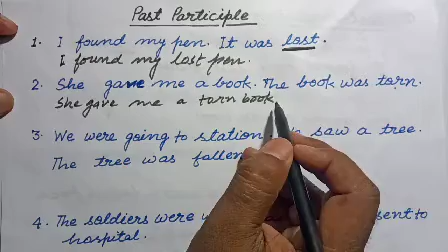 Past Participle
1. I found my pen. It was lost.
I found my lost pen.
2. She gave me a book. The book was torn.
She gave me a turn book
3. We were going to station saw a tree.
The tree was fallen
4. The soldiers were sent to
hospital.